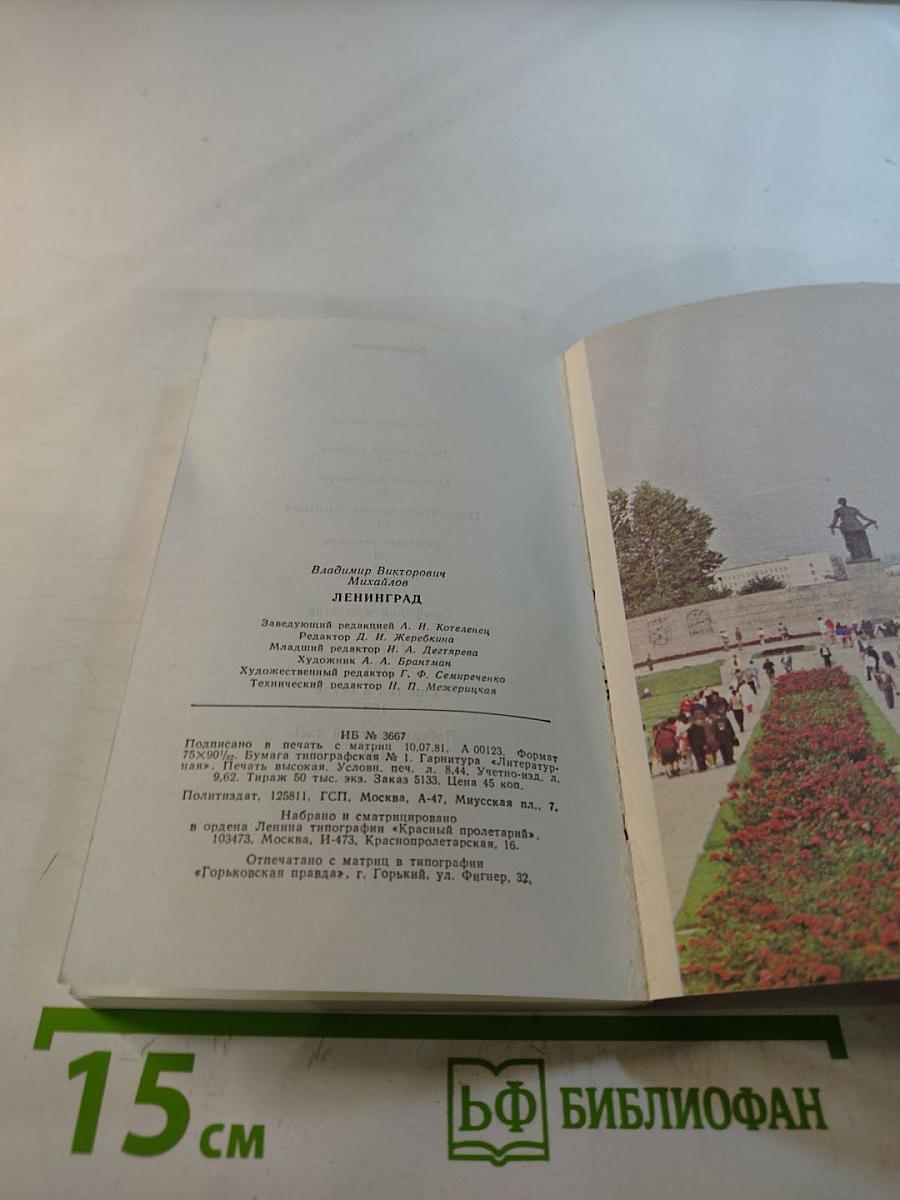 Владимир Викторович
Михайлов
ЛЕНИНГРАД
Заведующий редакцией А. И. Котеленец
Редактор Д. И. Жеребкина
Младший редактор И. А. Дегтярева
Художник А. А. Брантман
Художественный редактор Г. Ф. Семиреченко
Технический редактор Н. П. Межерицкая
ИБ № 3667
Подписано в печать с матриц 10.07.81. А 00123. Формат
75×90¹/₃₂. Бумага типографская № 1. Гарнитура «Литератур-
ная». Печать высокая. Условн. печ. л. 8,44. Учетно-изд. л.
9,62. Тираж 50 тыс. экз. Заказ 5133. Цена 45 коп.
Политиздат, 125811, ГСП, Москва, А-47, Миусская пл., 7.
Набрано и сматрицировано
в ордена Ленина типографии «Красный пролетарий».
103473, Москва, И-473, Краснопролетарская, 16.
Отпечатано с матриц в типографии
«Горьковская правда», г. Горький, ул. Фигнер, 32.
15 см
ЬФ БИБЛИОФАН